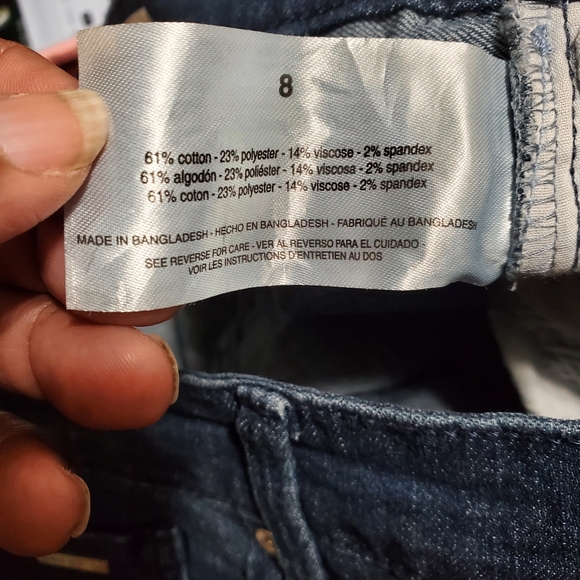 8
61% cotton - 23% polyester - 14% viscose - 2% spandex
61% algodón - 23% poliéster - 14% viscosa - 2% spandex
61% coton - 23% polyester - 14% viscose - 2% spandex
MADE IN BANGLADESH - HECHO EN BANGLADESH - FABRIQUÉ AU BANGLADESH
SEE REVERSE FOR CARE - VER AL REVERSO PARA EL CUIDADO -
VOIR LES INSTRUCTIONS D'ENTRETIEN AU DOS